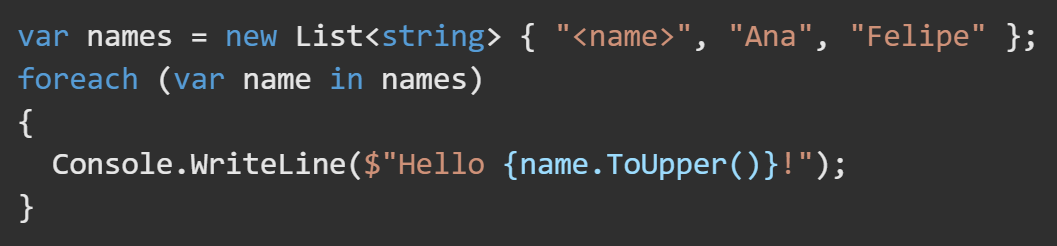 var names = new List<string> { "<name>", "Ana", "Felipe" };
foreach (var name in names)
{
  Console.WriteLine($"Hello {name.ToUpper()}!");
}